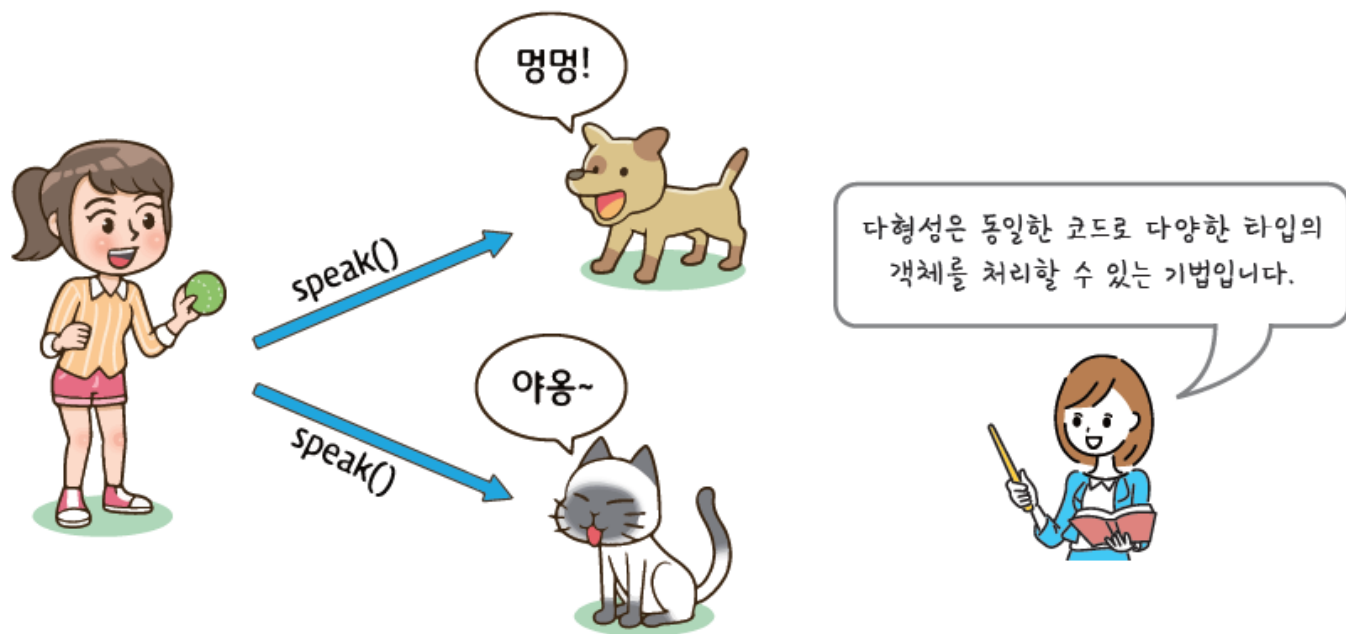 멍멍!
speak()
야옹~
speak()
다형성은 동일한 코드로 다양한 타입의
객체를 처리할 수 있는 기법입니다.